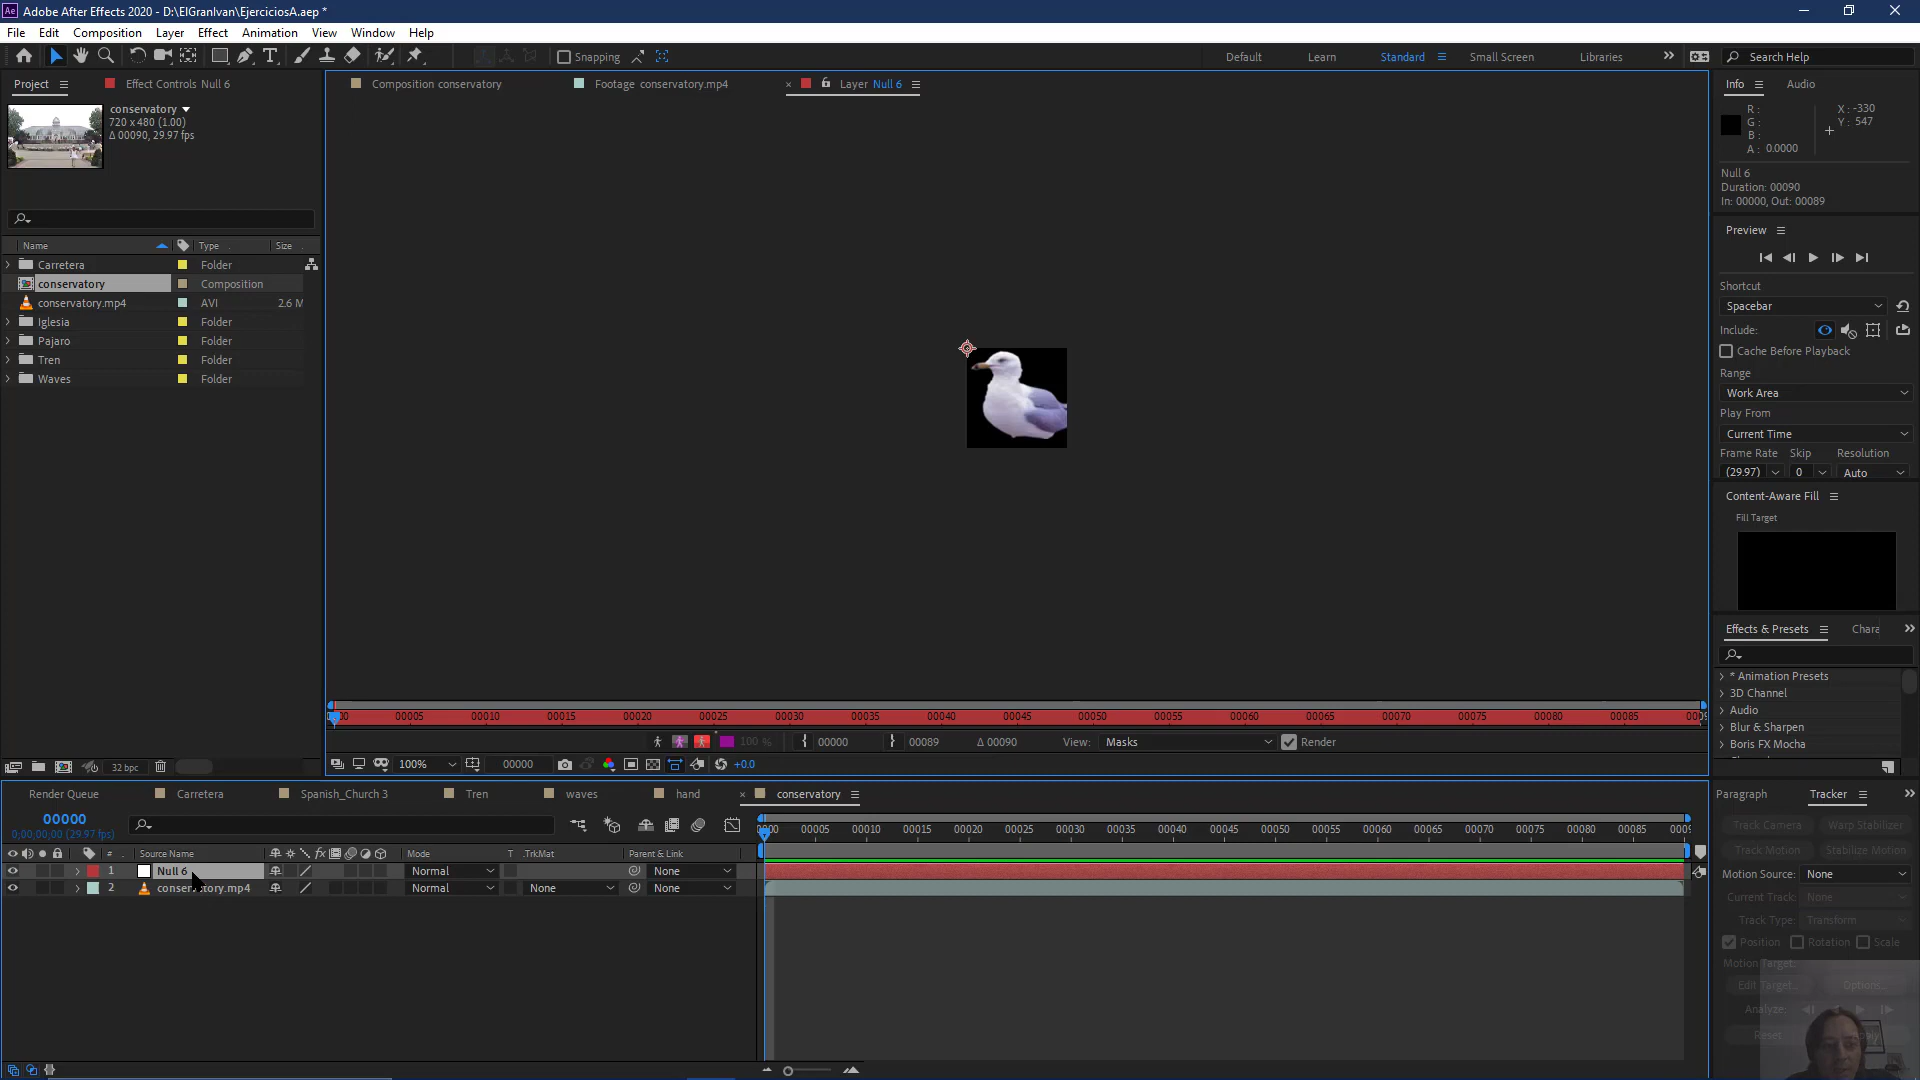 Adobe After Effects 2020 - D:\ElGranIvan\EjerciciosA.aep *
File Edit Composition Layer Effect Animation View Window Help
Snapping Default Learn Standard Small Screen Libraries Search Help
Project Effect Controls Null 6
conservatory
720 x 480 (1.00)
Δ 00090, 29.97 fps
Name Type Size
Carretera Folder
conservatory Composition
conservatory.mp4 AVI 2.6 M
Iglesia Folder
Pajaro Folder
Tren Folder
Waves Folder
32 bpc
Composition conservatory Footage conservatory.mp4 Layer Null 6
00005 00010 00015 00020 00025 00030 00035 00040 00045 00050 00055 00060 00065 00070 00075 00080 00085
100 % 00000 00089 Δ 00090 View: Masks Render
100% 00000 +0.0
Info Audio
R :
G :
B :
A : 0.0000
X : -330
Y : 547
Null 6
Duration: 00090
In: 00000, Out: 00089
Preview
Shortcut
Spacebar
Include:
Cache Before Playback
Range
Work Area
Play From
Current Time
Frame Rate Skip Resolution
(29.97) 0 Auto
Content-Aware Fill
Fill Target
Effects & Presets Chara
* Animation Presets
3D Channel
Audio
Blur & Sharpen
Boris FX Mocha
Render Queue Carretera Spanish_Church 3 Tren waves hand conservatory
00000
0;00;00;00 (29.97 fps)
# Source Name Mode T .TrkMat Parent & Link
1 Null 6 Normal None
2 conservatory.mp4 Normal None None
0000 00005 00010 00015 00020 00025 00030 00035 00040 00045 00050 00055 00060 00065 00070 00075 00080 00085 0009
Paragraph Tracker
Track Camera Warp Stabilizer
Track Motion Stabilize Motion
Motion Source: None
Current Track: None
Track Type: Transform
Position Rotation Scale
Motion Target:
Edit Target... Options...
Analyze:
Reset